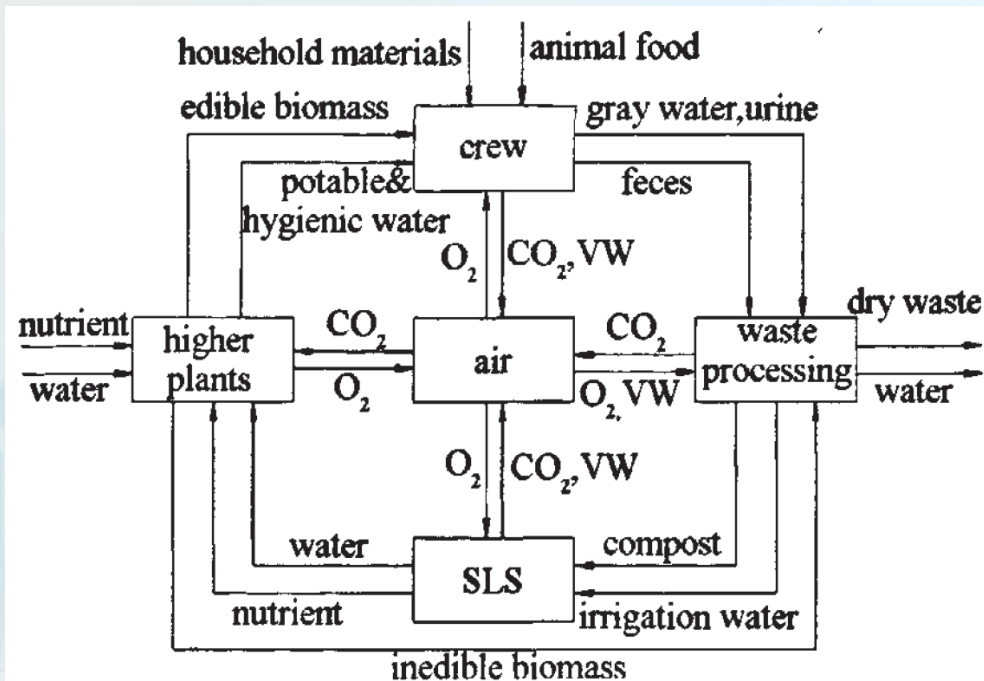 household materials
animal food
edible biomass
gray water,urine
crew
potable&
hygienic water
feces
O₂
CO₂,VW
dry waste
nutrient
higher
plants
CO₂
air
CO₂
waste
processing
water
O₂
O₂,VW
water
O₂
CO₂,VW
water
SLS
compost
nutrient
irrigation water
inedible biomass